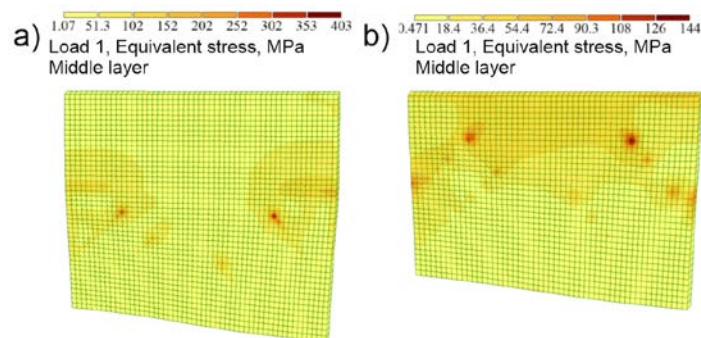 a)
1.07 51.3 102 152 202 252 302 353 403
Load 1, Equivalent stress, MPa
Middle layer
b)
0.471 18.4 36.4 54.4 72.4 90.3 108 126 144
Load 1, Equivalent stress, MPa
Middle layer